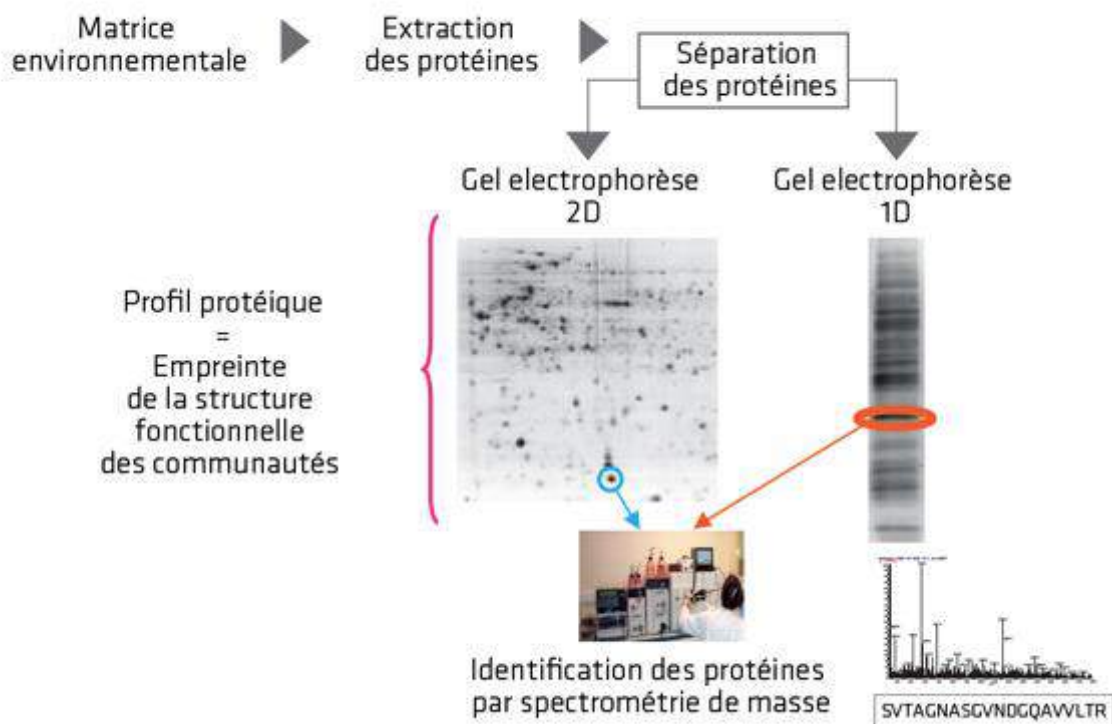 Matrice
environnementale
Extraction
des protéines
Séparation
des protéines
Gel electrophorèse
2D
Gel electrophorèse
1D
Profil protéique
=
Empreinte
de la structure
fonctionnelle
des communautés
Identification des protéines
par spectrométrie de masse
SVTAGNASGVNDGQAVVLTR